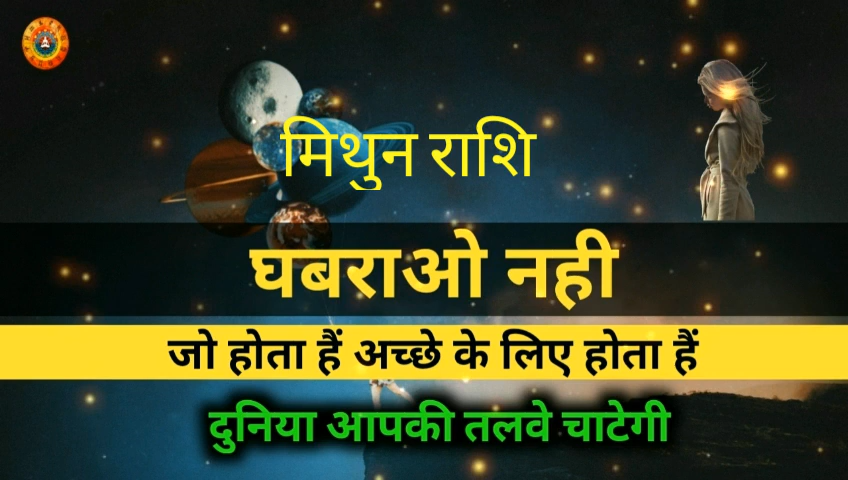 मिथुन राशि
घबराओ नही
जो होता हैं अच्छे के लिए होता हैं
दुनिया आपकी तलवे चाटेगी